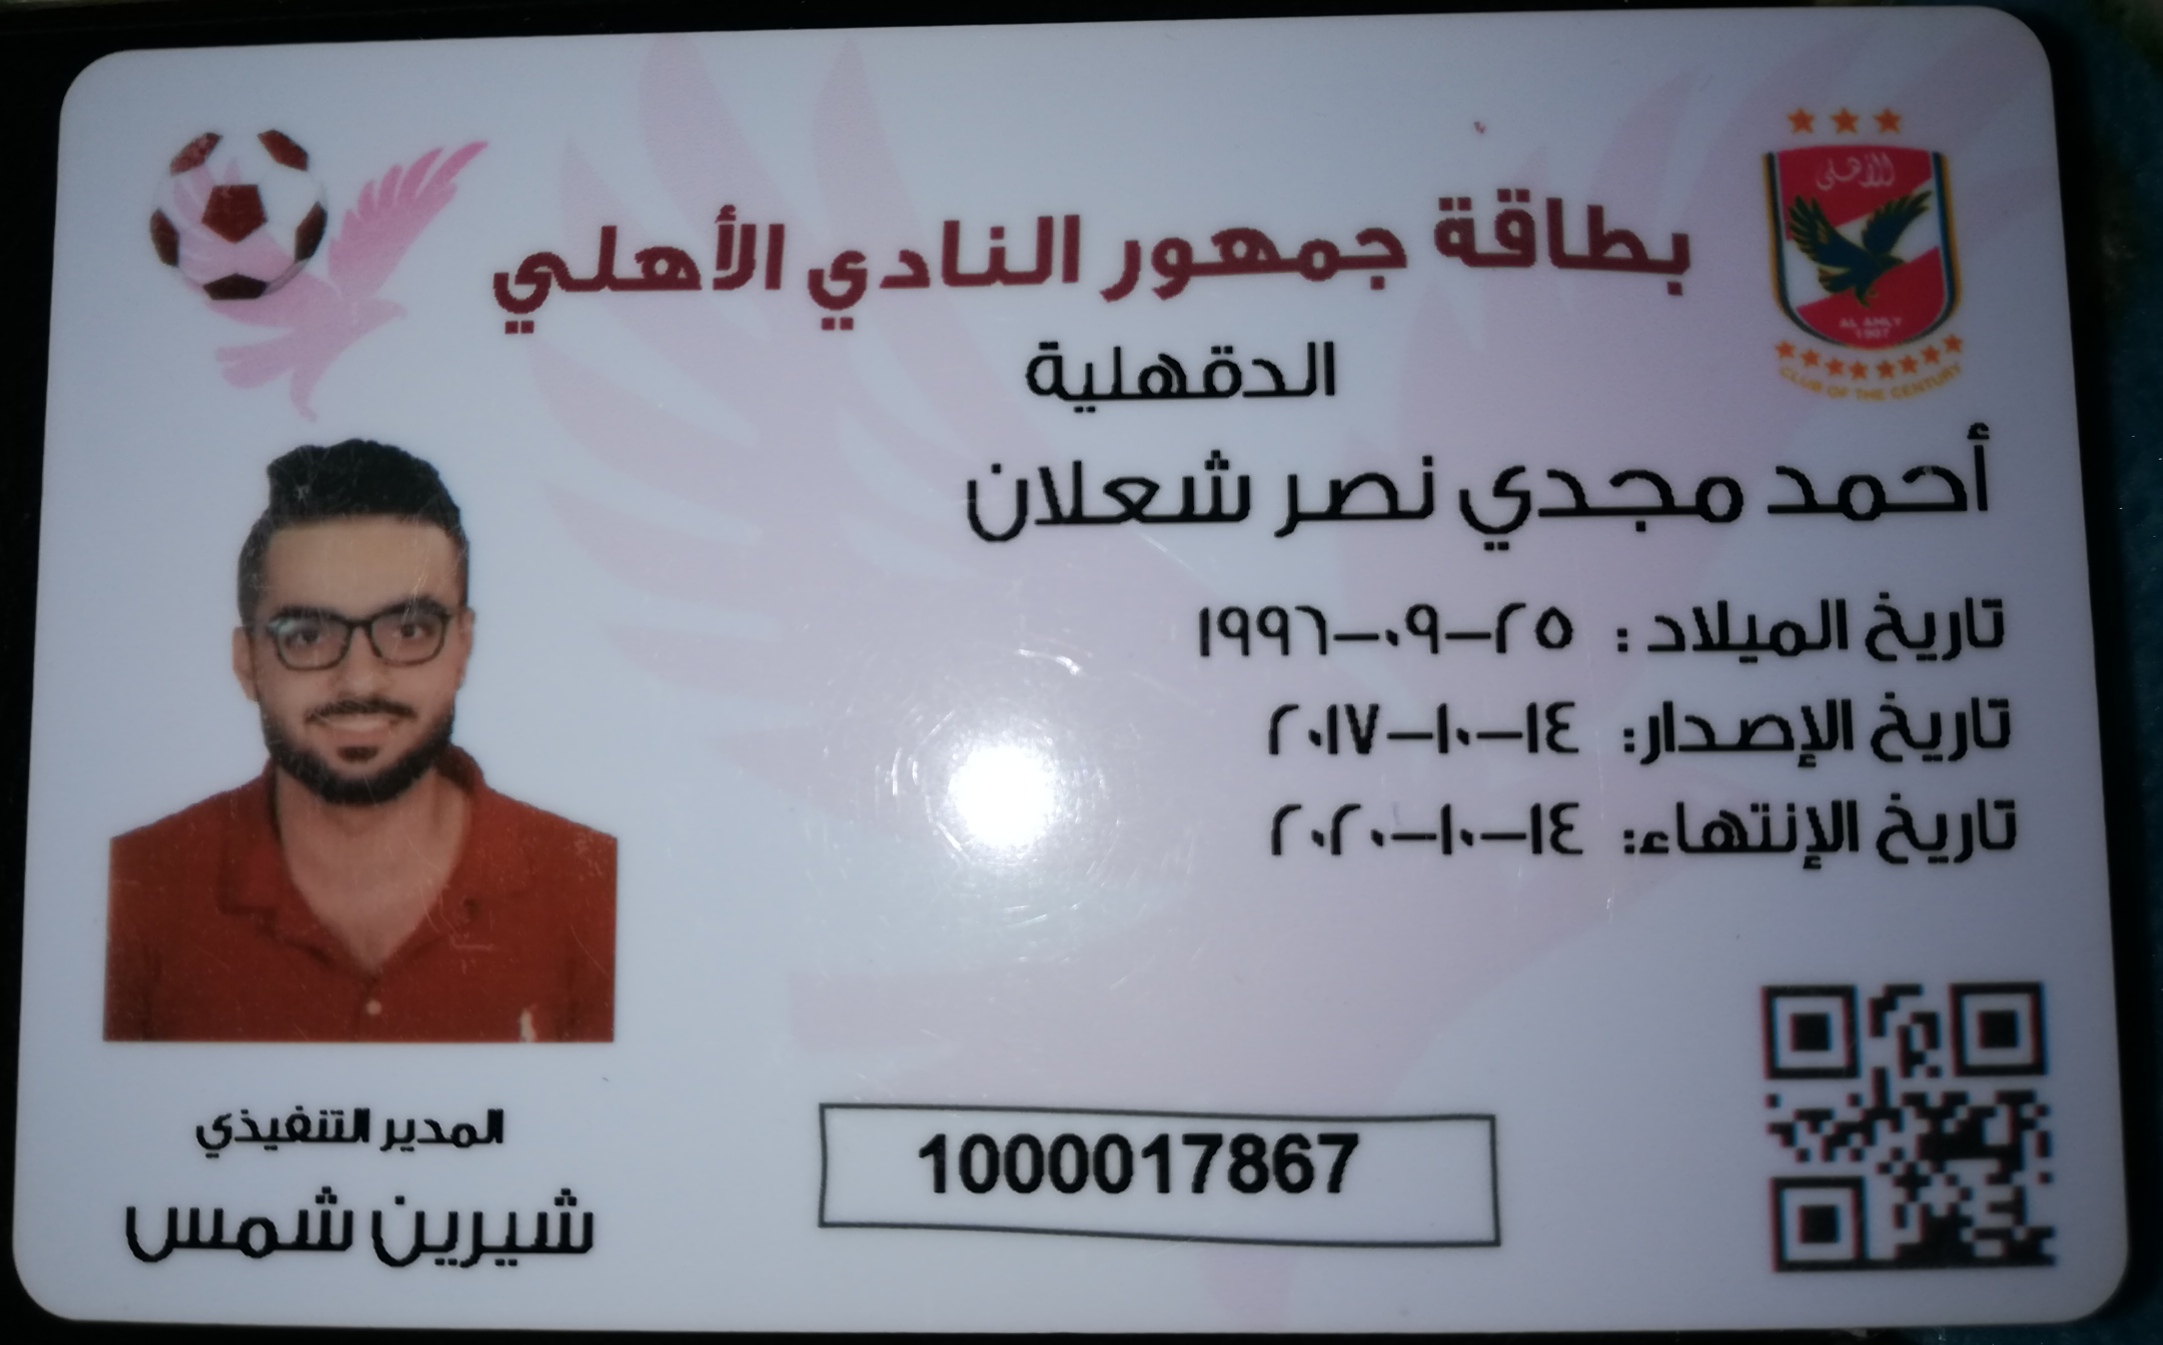 الأهلي
AL AHLY
1907
CLUB OF THE CENTURY
بطاقة جمهور النادي الأهلي
الدقهلية
أحمد مجدي نصر شعلان
تاريخ الميلاد : ٢٥-٠٩-١٩٩٦
تاريخ الإصدار: ١٤-١٠-٢٠١٧
تاريخ الإنتهاء: ١٤-١٠-٢٠٢٠
المدير التنفيذي
شيرين شمس
1000017867